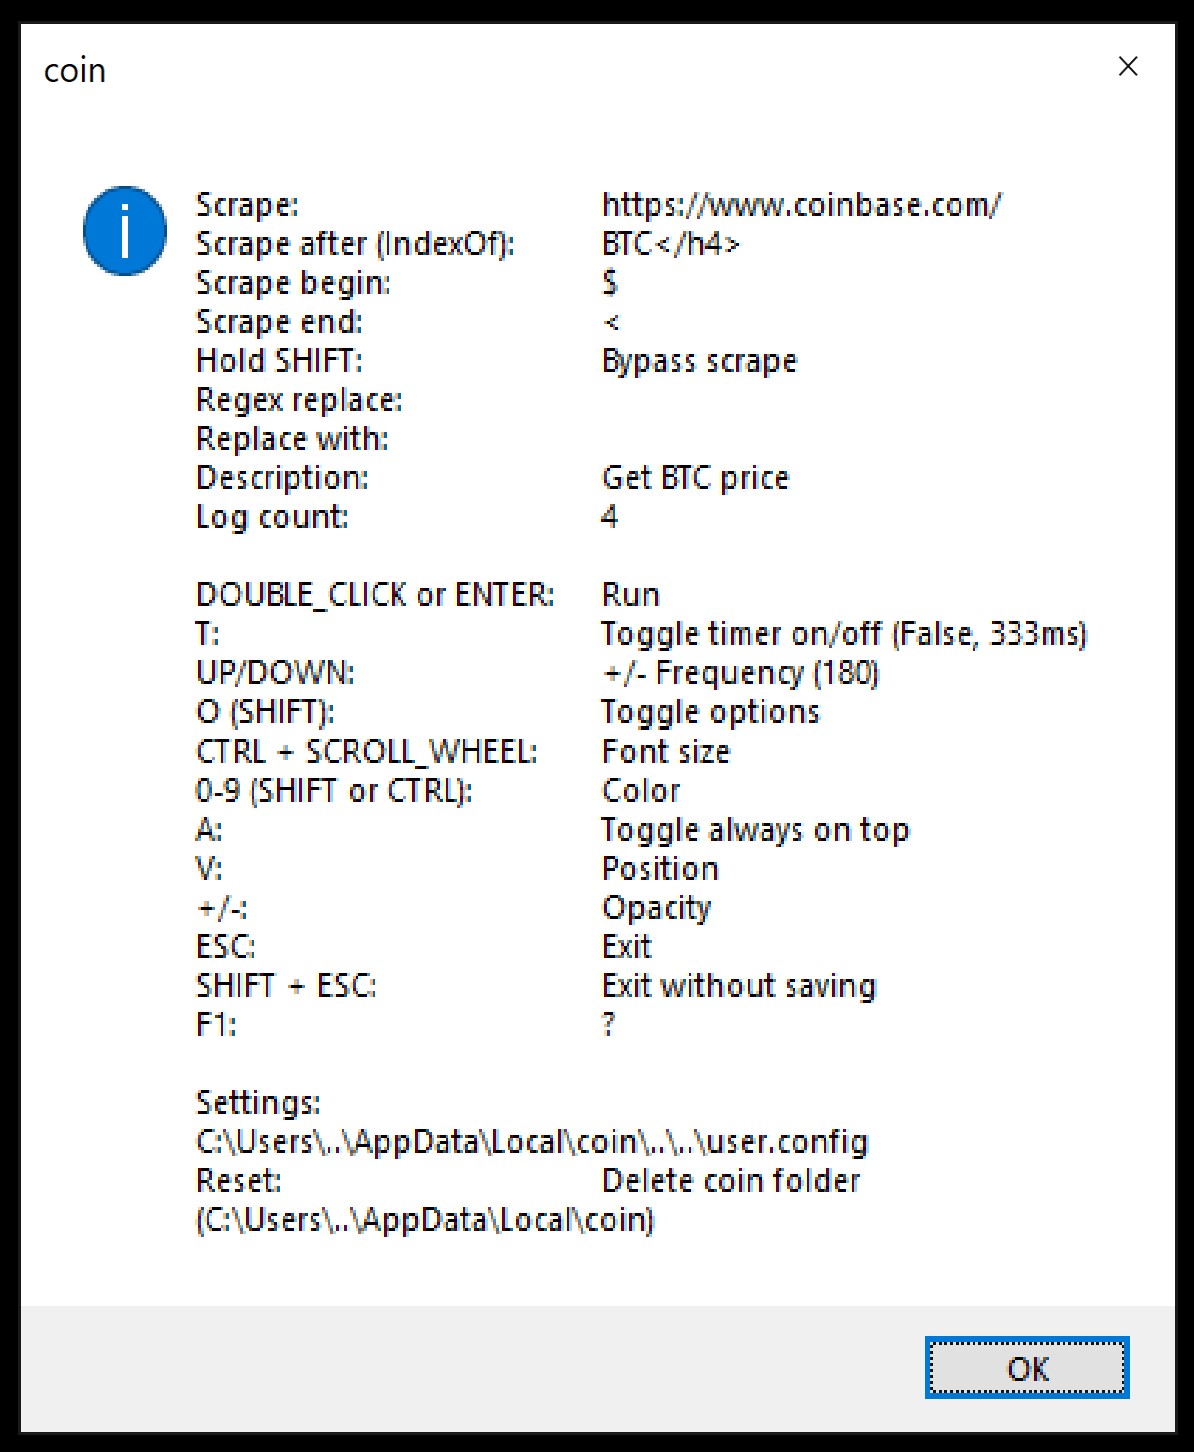 coin
Scrape: https://www.coinbase.com/
Scrape after (IndexOf): BTC</h4>
Scrape begin: $
Scrape end: <
Hold SHIFT: Bypass scrape
Regex replace:
Replace with:
Description: Get BTC price
Log count: 4
DOUBLE_CLICK or ENTER: Run
T: Toggle timer on/off (False, 333ms)
UP/DOWN: +/- Frequency (180)
O (SHIFT): Toggle options
CTRL + SCROLL_WHEEL: Font size
0-9 (SHIFT or CTRL): Color
A: Toggle always on top
V: Position
+/-: Opacity
ESC: Exit
SHIFT + ESC: Exit without saving
F1: ?
Settings:
C:\Users\..\AppData\Local\coin\..\..\user.config
Reset: Delete coin folder
(C:\Users\..\AppData\Local\coin)
OK